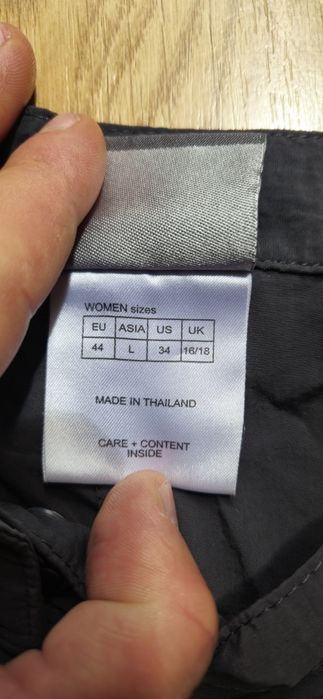 WOMEN sizes
EU ASIA US UK
44 L 34 16/18
MADE IN THAILAND
CARE + CONTENT
INSIDE